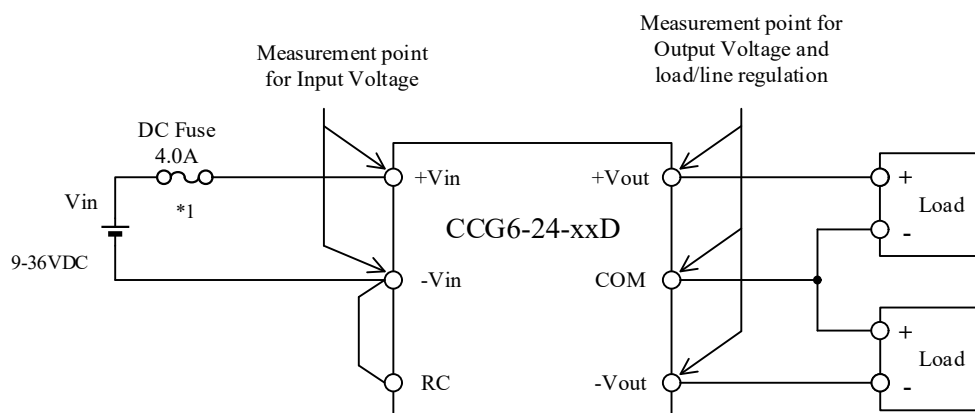 Measurement point
for Input Voltage
Measurement point for
Output Voltage and
load/line regulation
DC Fuse
4.0A
*1
Vin
9-36VDC
+Vin
-Vin
RC
CCG6-24-xxD
+Vout
COM
-Vout
+
Load
-
+
Load
-